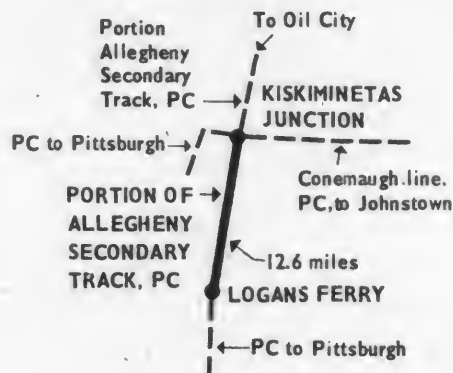 To Oil City
Portion
Allegheny
Secondary
Track, PC
KISKIMINETAS
JUNCTION
PC to Pittsburgh
Conemaugh line.
PC, to Johnstown
PORTION OF
ALLEGHENY
SECONDARY
TRACK, PC
12.6 miles
LOGANS FERRY
PC to Pittsburgh